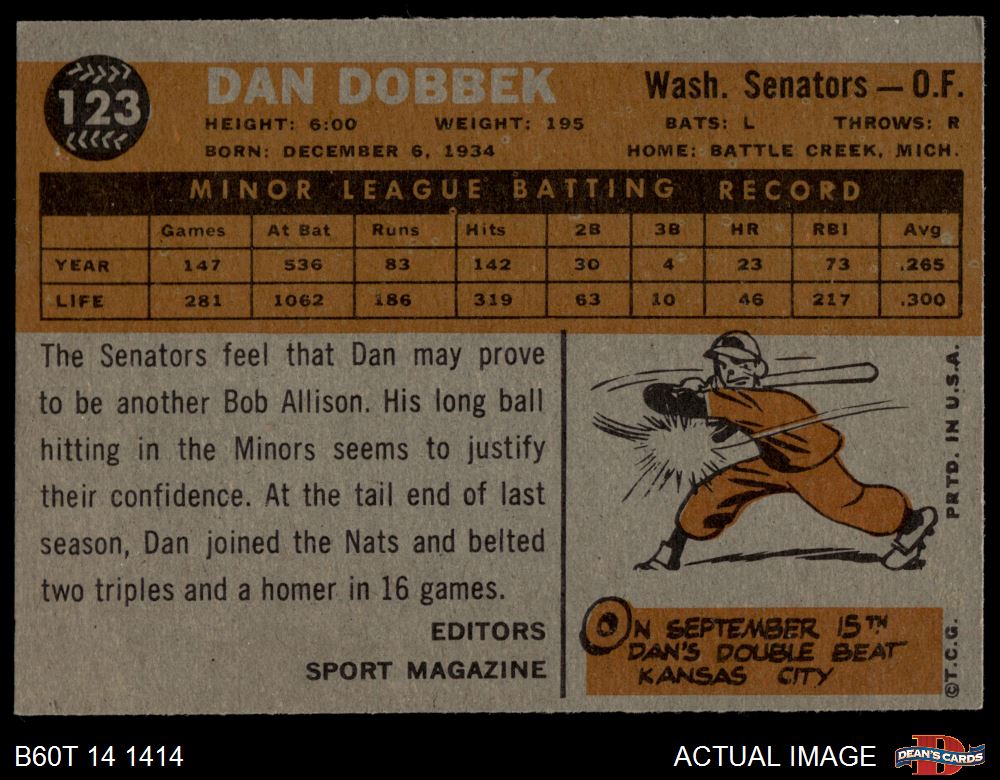 123
DAN DOBBEK
Wash. Senators — O.F.
HEIGHT: 6:00 WEIGHT: 195 BATS: L THROWS: R
BORN: DECEMBER 6, 1934 HOME: BATTLE CREEK, MICH.
MINOR LEAGUE BATTING RECORD
Games At Bat Runs Hits 2B 3B HR RBI Avg
YEAR 147 536 83 142 30 4 23 73 .265
LIFE 281 1062 186 319 63 10 46 217 .300
The Senators feel that Dan may prove
to be another Bob Allison. His long ball
hitting in the Minors seems to justify
their confidence. At the tail end of last
season, Dan joined the Nats and belted
two triples and a homer in 16 games.
EDITORS
SPORT MAGAZINE
ON SEPTEMBER 15TH
DAN'S DOUBLE BEAT
KANSAS CITY
PRTD. IN U.S.A.
©T.C.G.
B60T 14 1414
ACTUAL IMAGE
D
DEAN'S CARDS